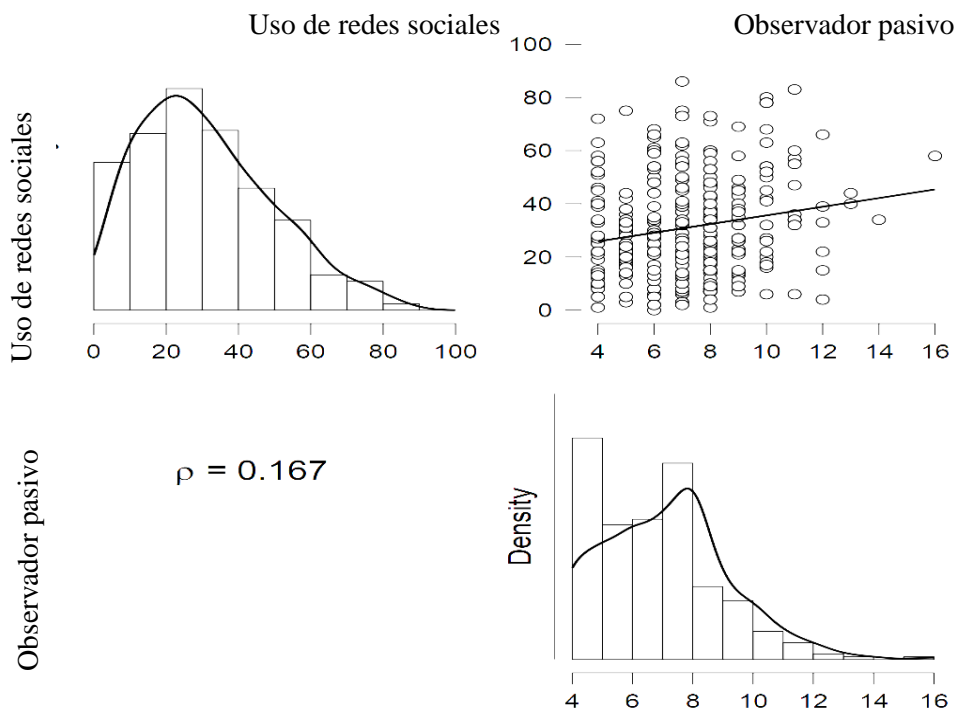 Uso de redes sociales
Observador pasivo
Uso de redes sociales
100
80
60
40
20
0
0 20 40 60 80 100
4 6 8 10 12 14 16
Observador pasivo
ρ = 0.167
Density
4 6 8 10 12 14 16